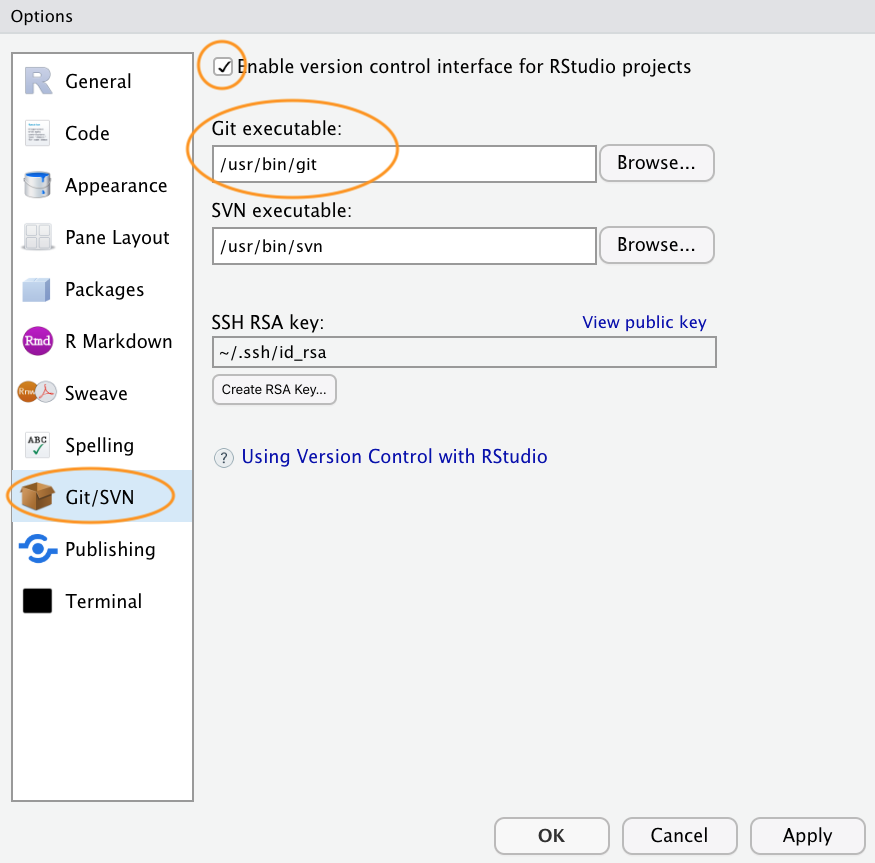 Options
General
Code
Appearance
Pane Layout
Packages
Rmd R Markdown
Rnw Sweave
ABC Spelling
Git/SVN
Publishing
Terminal
Enable version control interface for RStudio projects
Git executable:
/usr/bin/git Browse...
SVN executable:
/usr/bin/svn Browse...
SSH RSA key: View public key
~/.ssh/id_rsa
Create RSA Key...
? Using Version Control with RStudio
OK Cancel Apply